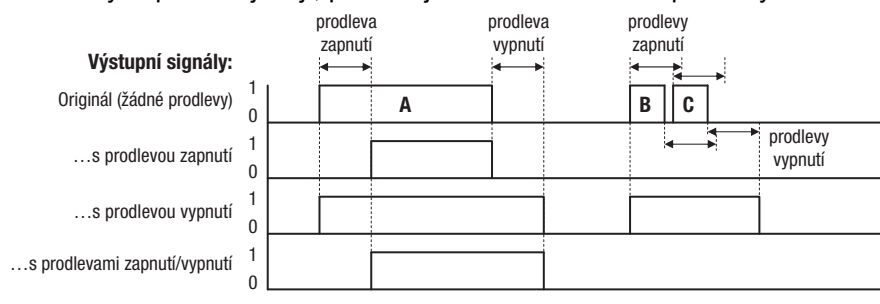 prodleva zapnutí
prodleva vypnutí
prodlevy zapnutí
Výstupní signály:
Originál (žádné prodlevy) 1 0 A B C
prodlevy vypnutí
…s prodlevou zapnutí 1 0
…s prodlevou vypnutí 1 0
…s prodlevami zapnutí/vypnutí 1 0